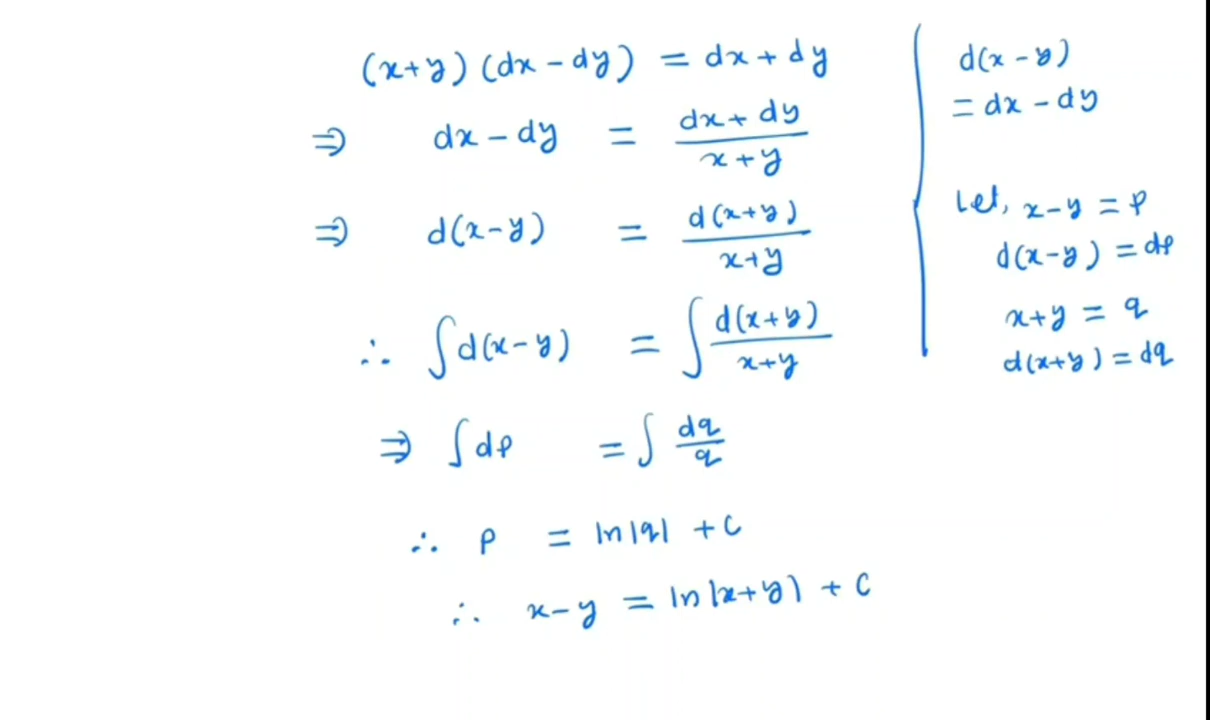 (x+y) (dx - dy) = dx + dy
⇒ dx - dy = dx + dy / x + y
⇒ d(x-y) = d(x+y) / x+y
∴ ∫d(x-y) = ∫ d(x+y) / x+y
⇒ ∫dp = ∫ dq / q
∴ p = ln|q| + c
∴ x-y = ln|x+y| + c
d(x-y)
= dx - dy
Let, x-y = p
d(x-y) = dp
x+y = q
d(x+y) = dq